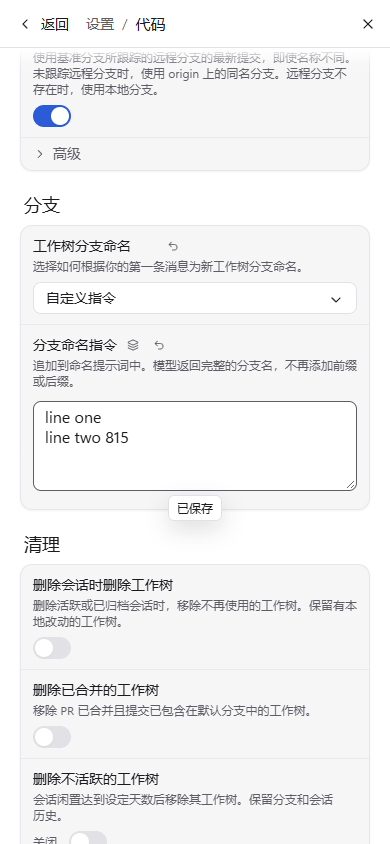 返回 设置 / 代码
使用基准分支所跟踪的远程分支的最新提交，即使名称不同。
未跟踪远程分支时，使用 origin 上的同名分支。远程分支不
存在时，使用本地分支。
高级
分支
工作树分支命名
选择如何根据你的第一条消息为新工作树分支命名。
自定义指令
分支命名指令
追加到命名提示词中。模型返回完整的分支名，不再添加前缀
或后缀。
line one
line two 815
已保存
清理
删除会话时删除工作树
删除活跃或已归档会话时，移除不再使用的工作树。保留有本
地改动的工作树。
删除已合并的工作树
移除 PR 已合并且提交已包含在默认分支中的工作树。
删除不活跃的工作树
会话闲置达到设定天数后移除其工作树。保留分支和会话
历史。
关闭